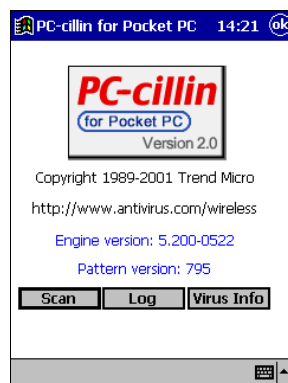 PC-cillin for Pocket PC 14:21 ok
PC-cillin
for Pocket PC
Version 2.0
Copyright 1989-2001 Trend Micro
http://www.antivirus.com/wireless
Engine version: 5.200-0522
Pattern version: 795
Scan Log Virus Info